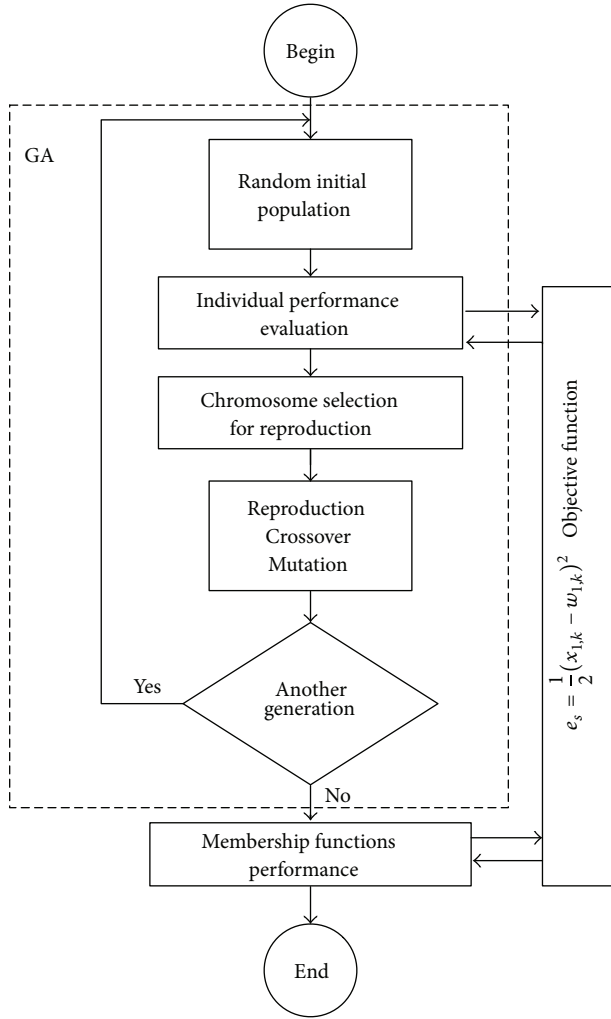 Begin
GA
Random initial
population
Individual performance
evaluation
Chromosome selection
for reproduction
Reproduction
Crossover
Mutation
Another
generation
Yes
No
Membership functions
performance
End
e_s = \frac{1}{2}(x_{1,k} − w_{1,k})^2 Objective function